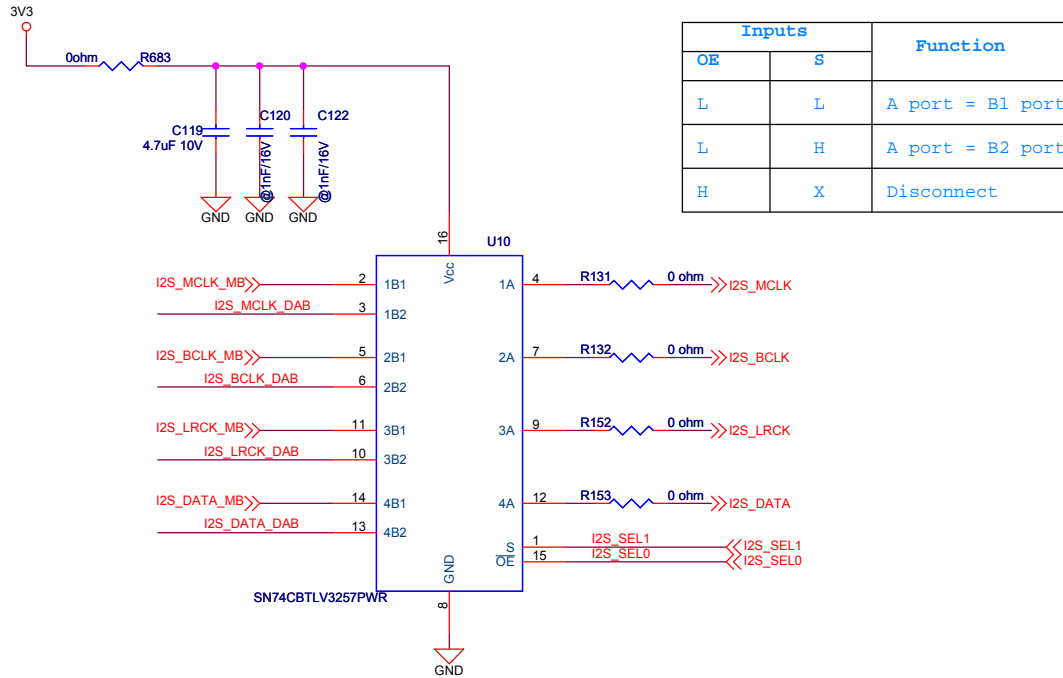 3V3
0ohm R683
C119
4.7uF 10V
C120
@1nF/16V
C122
@1nF/16V
GND GND GND
Inputs Function
OE S
L L A port = B1 port
L H A port = B2 port
H X Disconnect
U10
16
Vcc
I2S_MCLK_MB 2 1B1
I2S_MCLK_DAB 3 1B2
I2S_BCLK_MB 5 2B1
I2S_BCLK_DAB 6 2B2
I2S_LRCK_MB 11 3B1
I2S_LRCK_DAB 10 3B2
I2S_DATA_MB 14 4B1
I2S_DATA_DAB 13 4B2
1A 4 R131 0 ohm I2S_MCLK
2A 7 R132 0 ohm I2S_BCLK
3A 9 R152 0 ohm I2S_LRCK
4A 12 R153 0 ohm I2S_DATA
S 1 I2S_SEL1 I2S_SEL1
OE 15 I2S_SEL0 I2S_SEL0
GND
8
SN74CBTLV3257PWR
GND